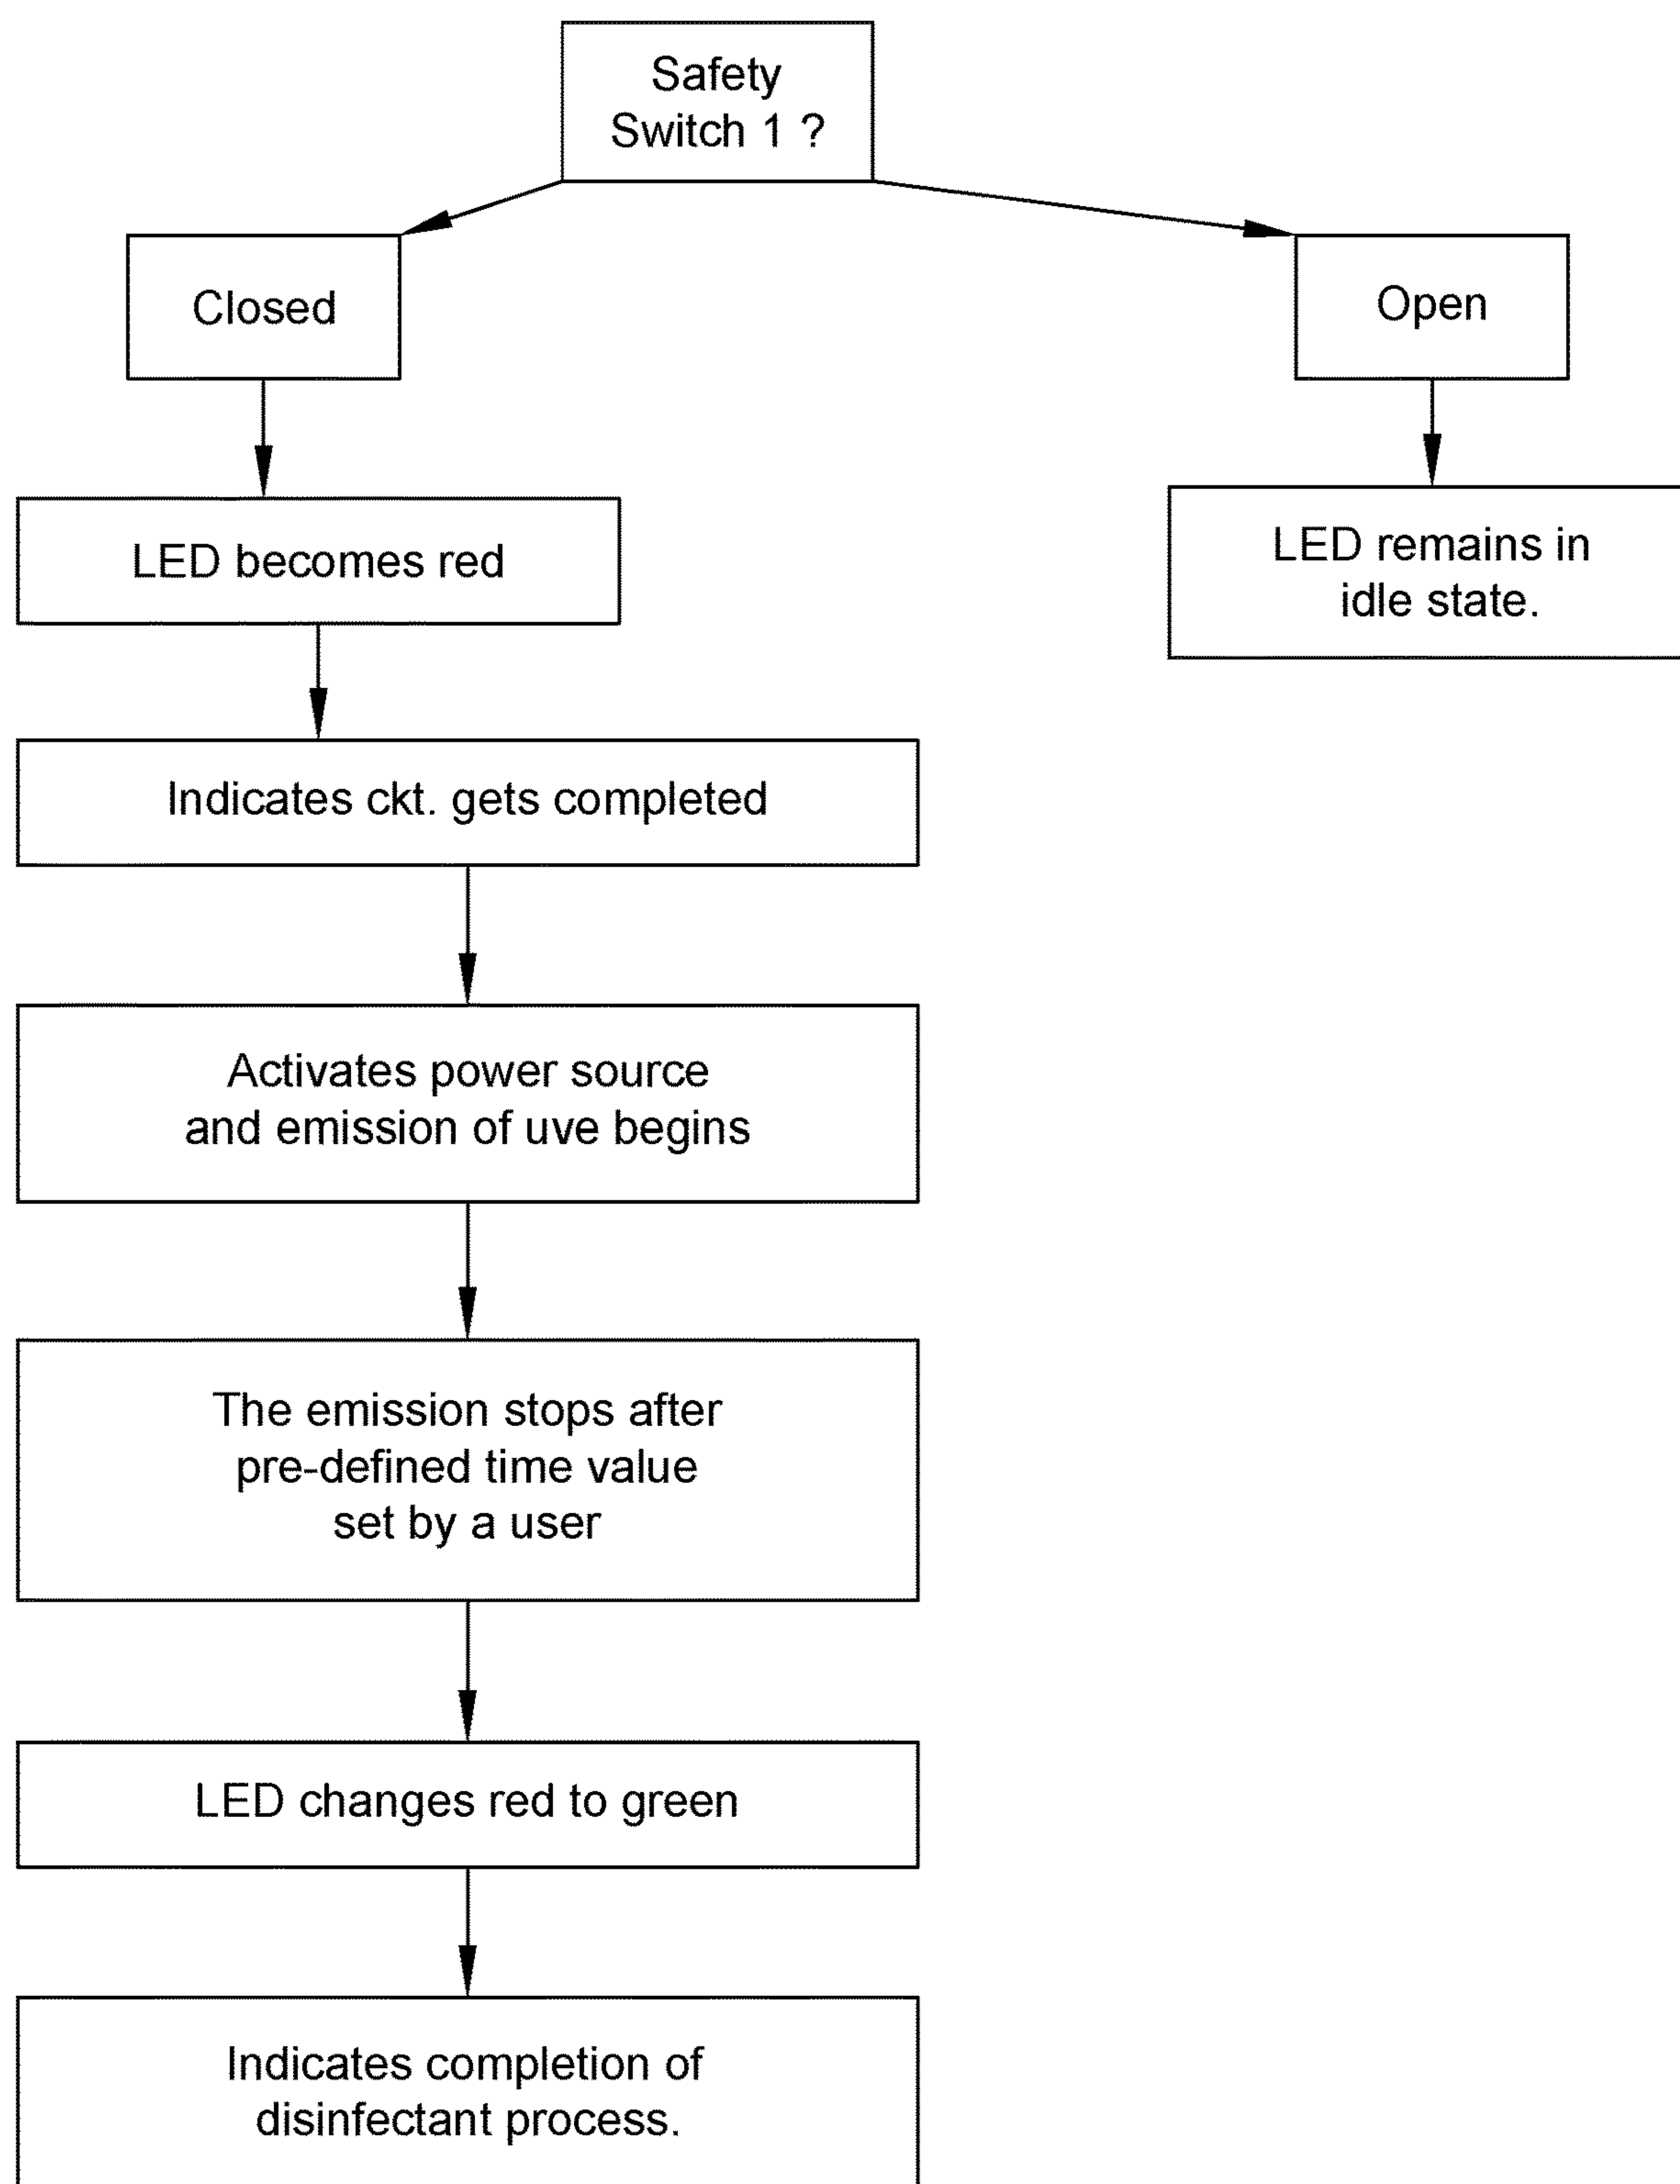 Safety
Switch 1 ?
Closed
Open
LED becomes red
LED remains in
idle state.
Indicates ckt. gets completed
Activates power source
and emission of uve begins
The emission stops after
pre-defined time value
set by a user
LED changes red to green
Indicates completion of
disinfectant process.